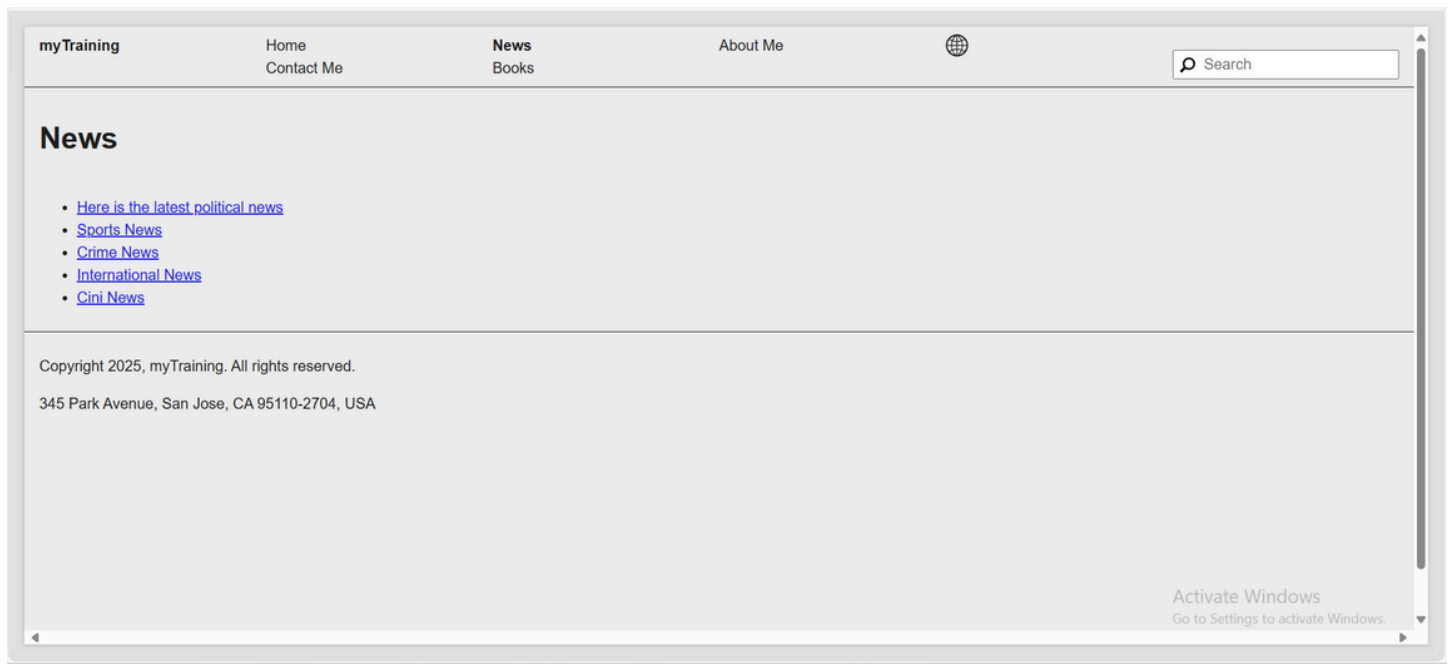 myTraining
Home
News
About Me
Contact Me
Books
Search
News
Here is the latest political news
Sports News
Crime News
International News
Cini News
Copyright 2025, myTraining. All rights reserved.
345 Park Avenue, San Jose, CA 95110-2704, USA
Activate Windows
Go to Settings to activate Windows.